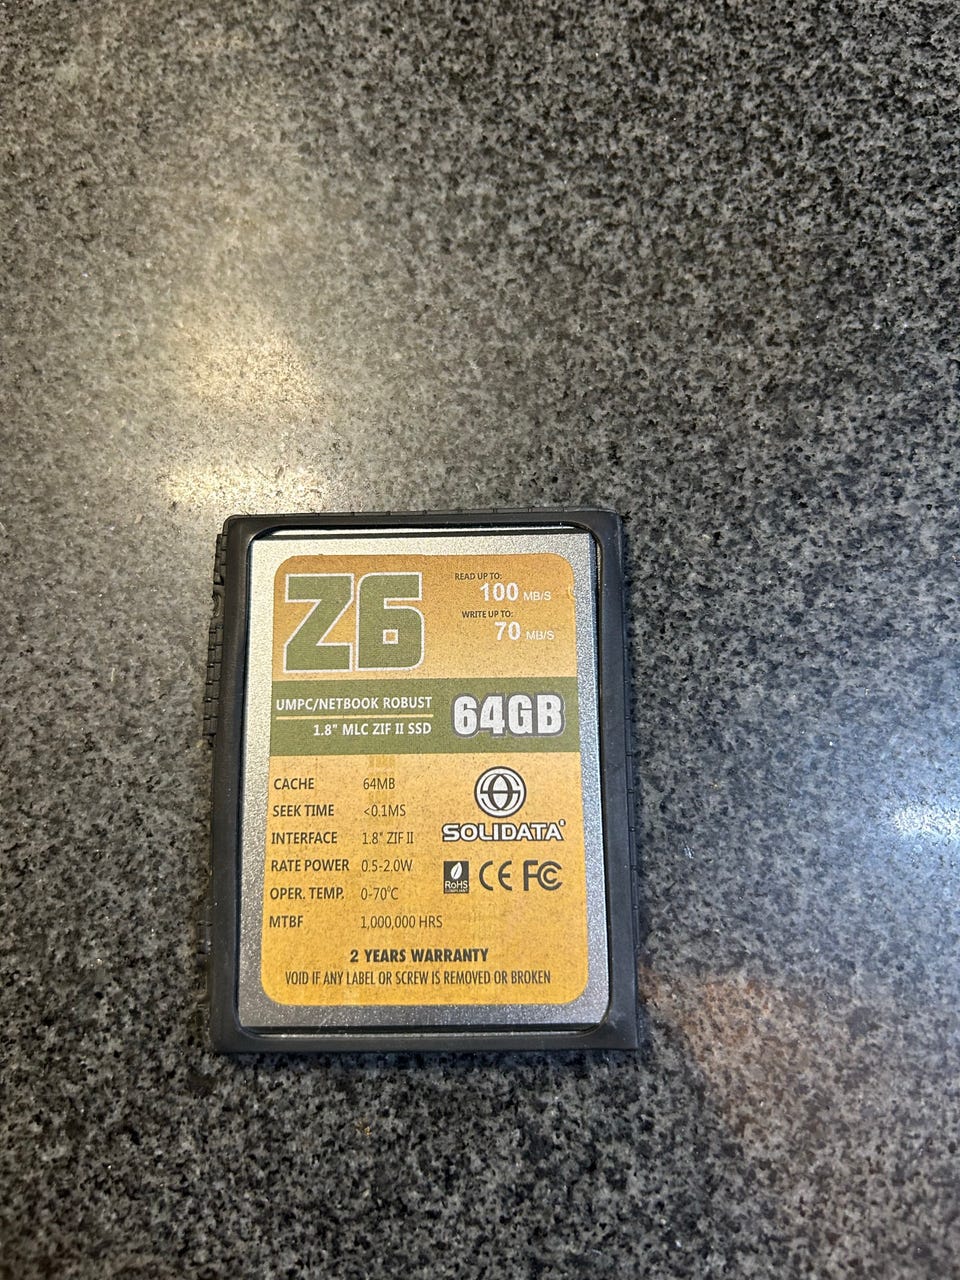 Z6
READ UP TO:
100 MB/S
WRITE UP TO:
70 MB/S
UMPC/NETBOOK ROBUST
1.8" MLC ZIF II SSD
64GB
CACHE 64MB
SEEK TIME <0.1MS
INTERFACE 1.8" ZIF II
RATE POWER 0.5-2.0W
OPER. TEMP. 0-70°C
MTBF 1,000,000 HRS
SOLIDATA®
RoHS
CE FC
2 YEARS WARRANTY
VOID IF ANY LABEL OR SCREW IS REMOVED OR BROKEN